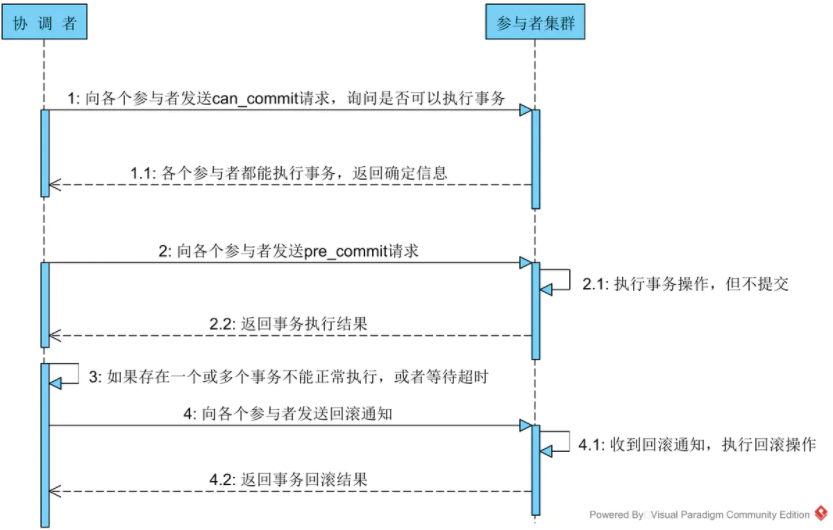 协 调 者
参与者集群
1: 向各个参与者发送can_commit请求，询问是否可以执行事务
1.1: 各个参与者都能执行事务，返回确定信息
2: 向各个参与者发送pre_commit请求
2.1: 执行事务操作，但不提交
2.2: 返回事务执行结果
3: 如果存在一个或多个事务不能正常执行，或者等待超时
4: 向各个参与者发送回滚通知
4.1: 收到回滚通知，执行回滚操作
4.2: 返回事务回滚结果
Powered By Visual Paradigm Community Edition